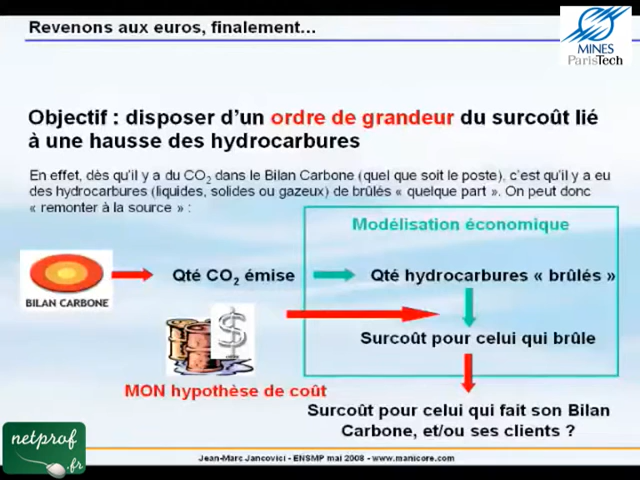 Revenons aux euros, finalement…
MINES
ParisTech
Objectif : disposer d'un ordre de grandeur du surcoût lié
à une hausse des hydrocarbures
En effet, dès qu'il y a du CO2 dans le Bilan Carbone (quel que soit le poste), c'est qu'il y a eu
des hydrocarbures (liquides, solides ou gazeux) de brûlés « quelque part ». On peut donc
« remonter à la source » :
Modélisation économique
Qté CO2 émise
Qté hydrocarbures « brûlés »
BILAN CARBONE
$
Surcoût pour celui qui brûle
MON hypothèse de coût
Surcoût pour celui qui fait son Bilan
Carbone, et/ou ses clients ?
netprof
.fr
Jean-Marc Jancovici - ENSMP mai 2008 - www.manicore.com